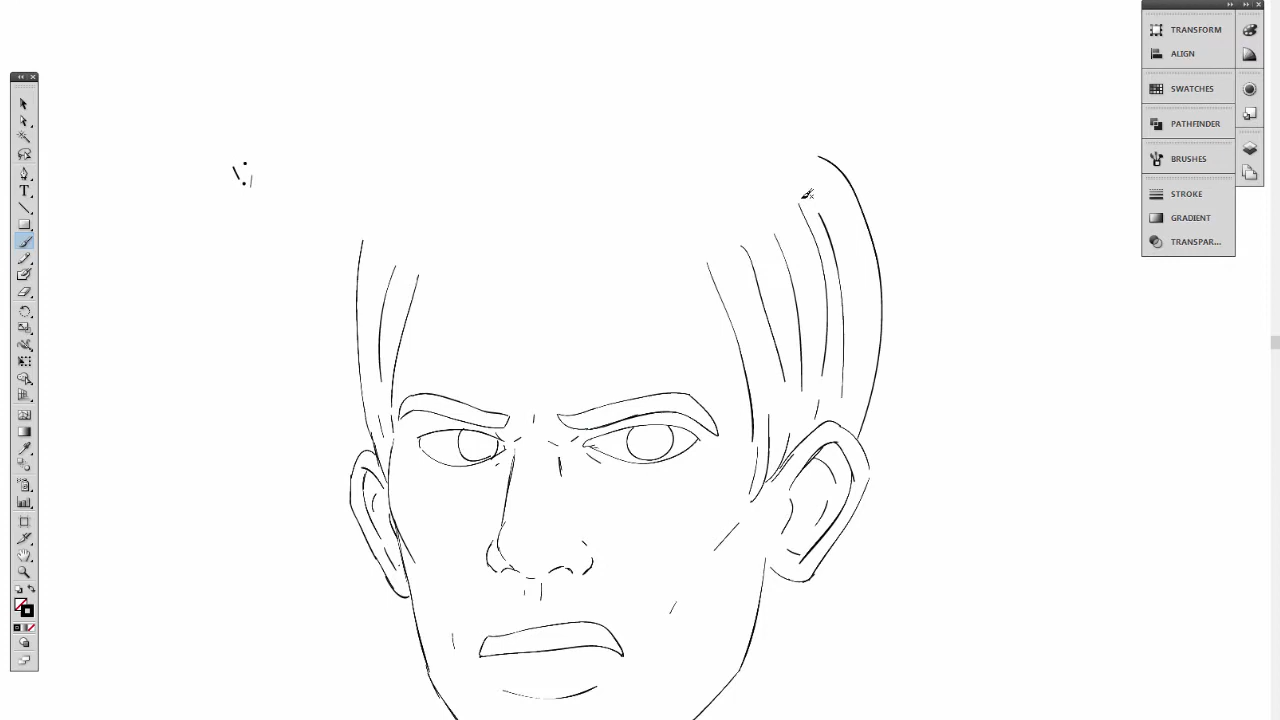 TRANSFORM
ALIGN
SWATCHES
PATHFINDER
BRUSHES
STROKE
GRADIENT
TRANSPAR...